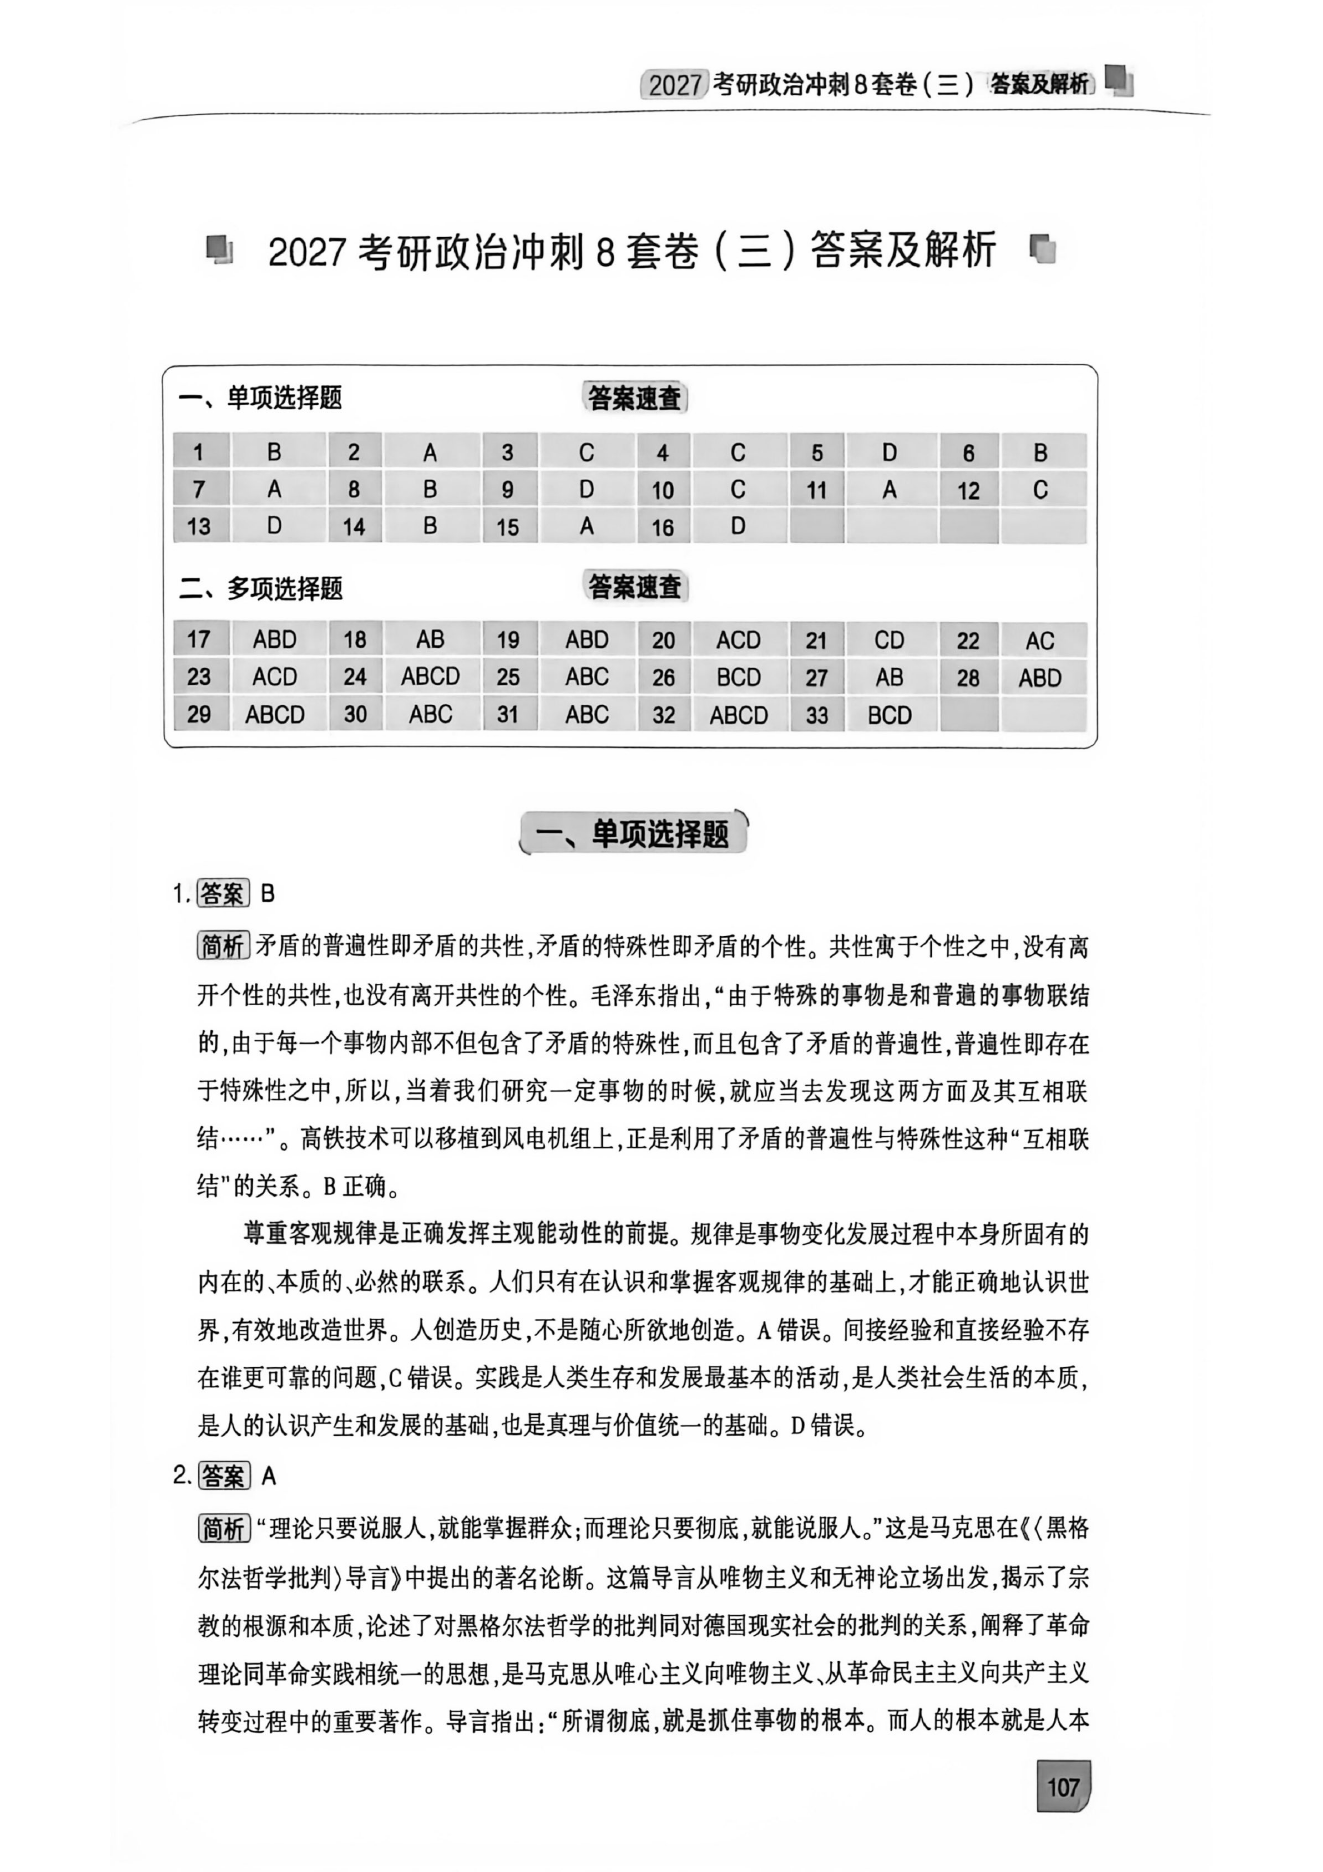 2027 考研政治冲刺8套卷(三) 答案及解析
2027 考研政治冲刺 8 套卷(三)答案及解析
一、单项选择题 答案速查
1 B 2 A 3 C 4 C 5 D 6 B
7 A 8 B 9 D 10 C 11 A 12 C
13 D 14 B 15 A 16 D
二、多项选择题 答案速查
17 ABD 18 AB 19 ABD 20 ACD 21 CD 22 AC
23 ACD 24 ABCD 25 ABC 26 BCD 27 AB 28 ABD
29 ABCD 30 ABC 31 ABC 32 ABCD 33 BCD
一、单项选择题
1. 答案 B
简析 矛盾的普遍性即矛盾的共性,矛盾的特殊性即矛盾的个性。共性寓于个性之中,没有离
开个性的共性,也没有离开共性的个性。毛泽东指出,“由于特殊的事物是和普遍的事物联结
的,由于每一个事物内部不但包含了矛盾的特殊性,而且包含了矛盾的普遍性,普遍性即存在
于特殊性之中,所以,当着我们研究一定事物的时候,就应当去发现这两方面及其互相联
结……”。高铁技术可以移植到风电机组上,正是利用了矛盾的普遍性与特殊性这种“互相联
结”的关系。B 正确。
尊重客观规律是正确发挥主观能动性的前提。规律是事物变化发展过程中本身所固有的
内在的、本质的、必然的联系。人们只有在认识和掌握客观规律的基础上,才能正确地认识世
界,有效地改造世界。人创造历史,不是随心所欲地创造。A 错误。间接经验和直接经验不存
在谁更可靠的问题,C 错误。实践是人类生存和发展最基本的活动,是人类社会生活的本质,
是人的认识产生和发展的基础,也是真理与价值统一的基础。D 错误。
2. 答案 A
简析 “理论只要说服人,就能掌握群众;而理论只要彻底,就能说服人。”这是马克思在《〈黑格
尔法哲学批判〉导言》中提出的著名论断。这篇导言从唯物主义和无神论立场出发,揭示了宗
教的根源和本质,论述了对黑格尔法哲学的批判同对德国现实社会的批判的关系,阐释了革命
理论同革命实践相统一的思想,是马克思从唯心主义向唯物主义、从革命民主主义向共产主义
转变过程中的重要著作。导言指出:“所谓彻底,就是抓住事物的根本。而人的根本就是人本
107